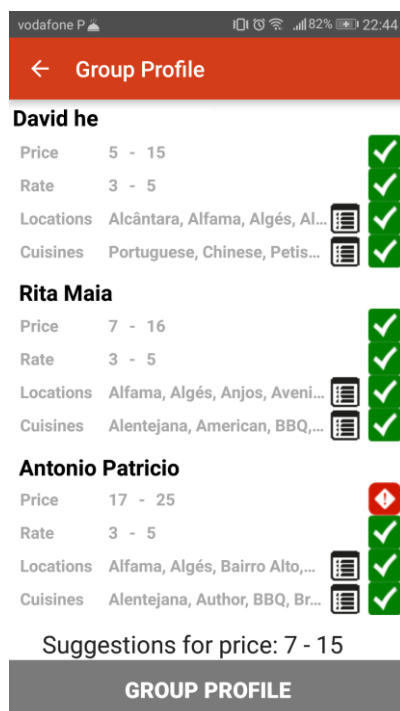 vodafone P 82% 22:44
Group Profile
David he
Price 5 - 15
Rate 3 - 5
Locations Alcântara, Alfama, Algés, Al...
Cuisines Portuguese, Chinese, Petis...
Rita Maia
Price 7 - 16
Rate 3 - 5
Locations Alfama, Algés, Anjos, Aveni...
Cuisines Alentejana, American, BBQ,...
Antonio Patricio
Price 17 - 25
Rate 3 - 5
Locations Alfama, Algés, Bairro Alto,...
Cuisines Alentejana, Author, BBQ, Br...
Suggestions for price: 7 - 15
GROUP PROFILE